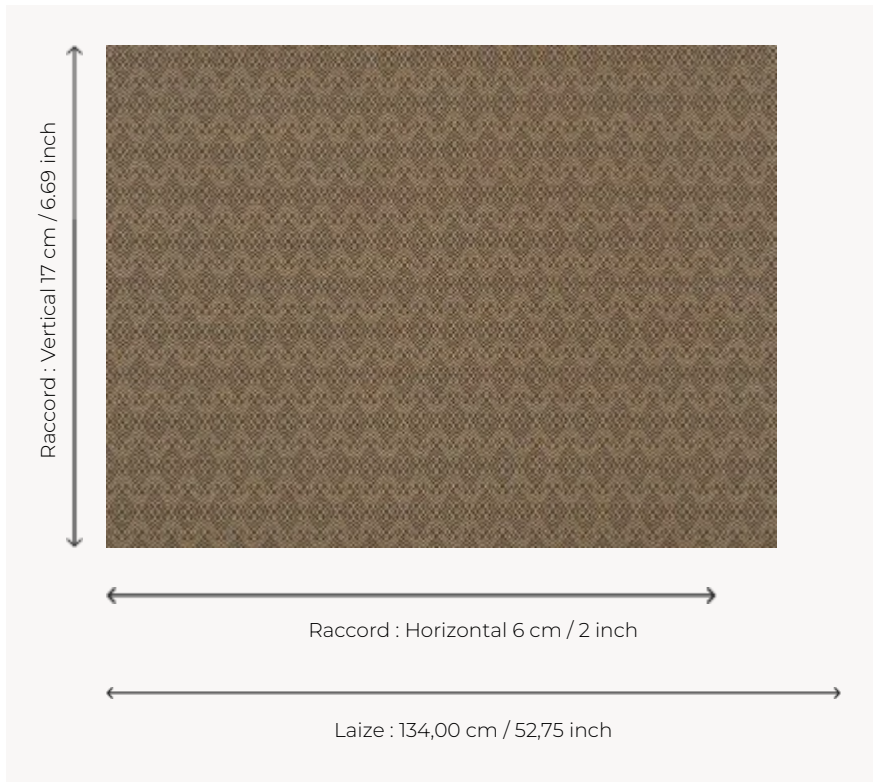 Raccord : Vertical 17 cm / 6.69 inch
Raccord : Horizontal 6 cm / 2 inch
Laize : 134,00 cm / 52,75 inch